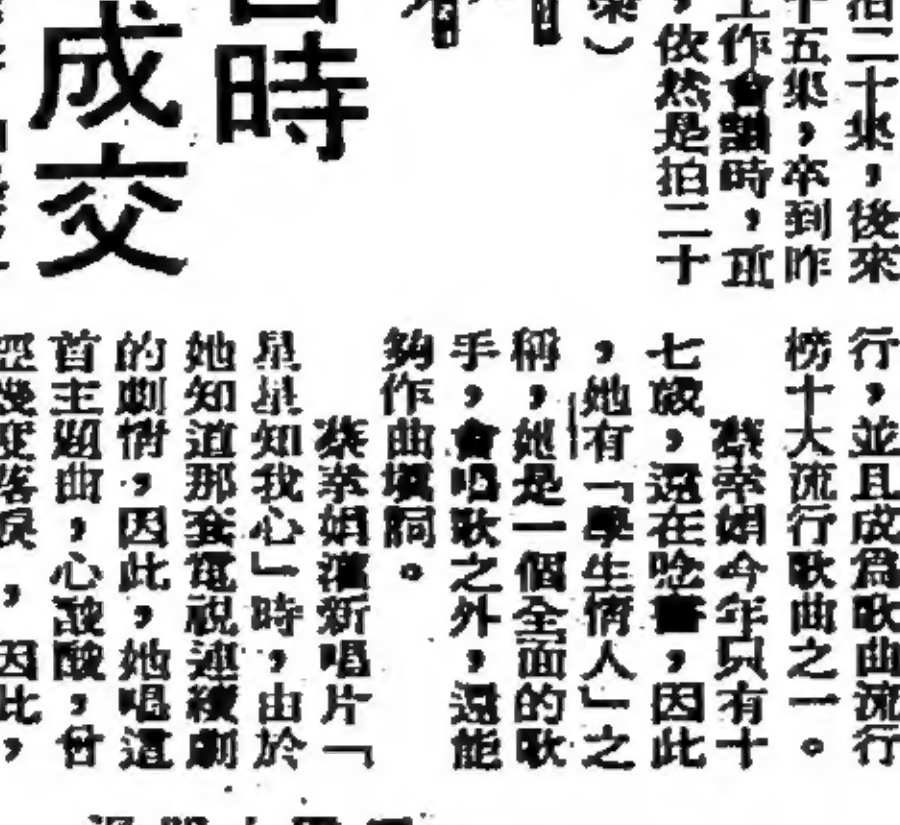 拍二十集，後來
十五集，卒到昨
工作會議時，重
，依然是拍二十
集）
時
成交
行，並且成為歌曲流行
榜十大流行歌曲之一。
蔡幸娟今年只有十
七歲，還在唸書，因此
，她有「學生情人」之
稱，她是一個全面的歌
手，會唱歌之外，還能
夠作曲填詞。
蔡幸娟灌新唱片「
星星知我心」時，由於
她知道那套電視連續劇
的劇情，因此，她唱這
首主題曲，心酸酸，曾
經幾度落淚，因此，